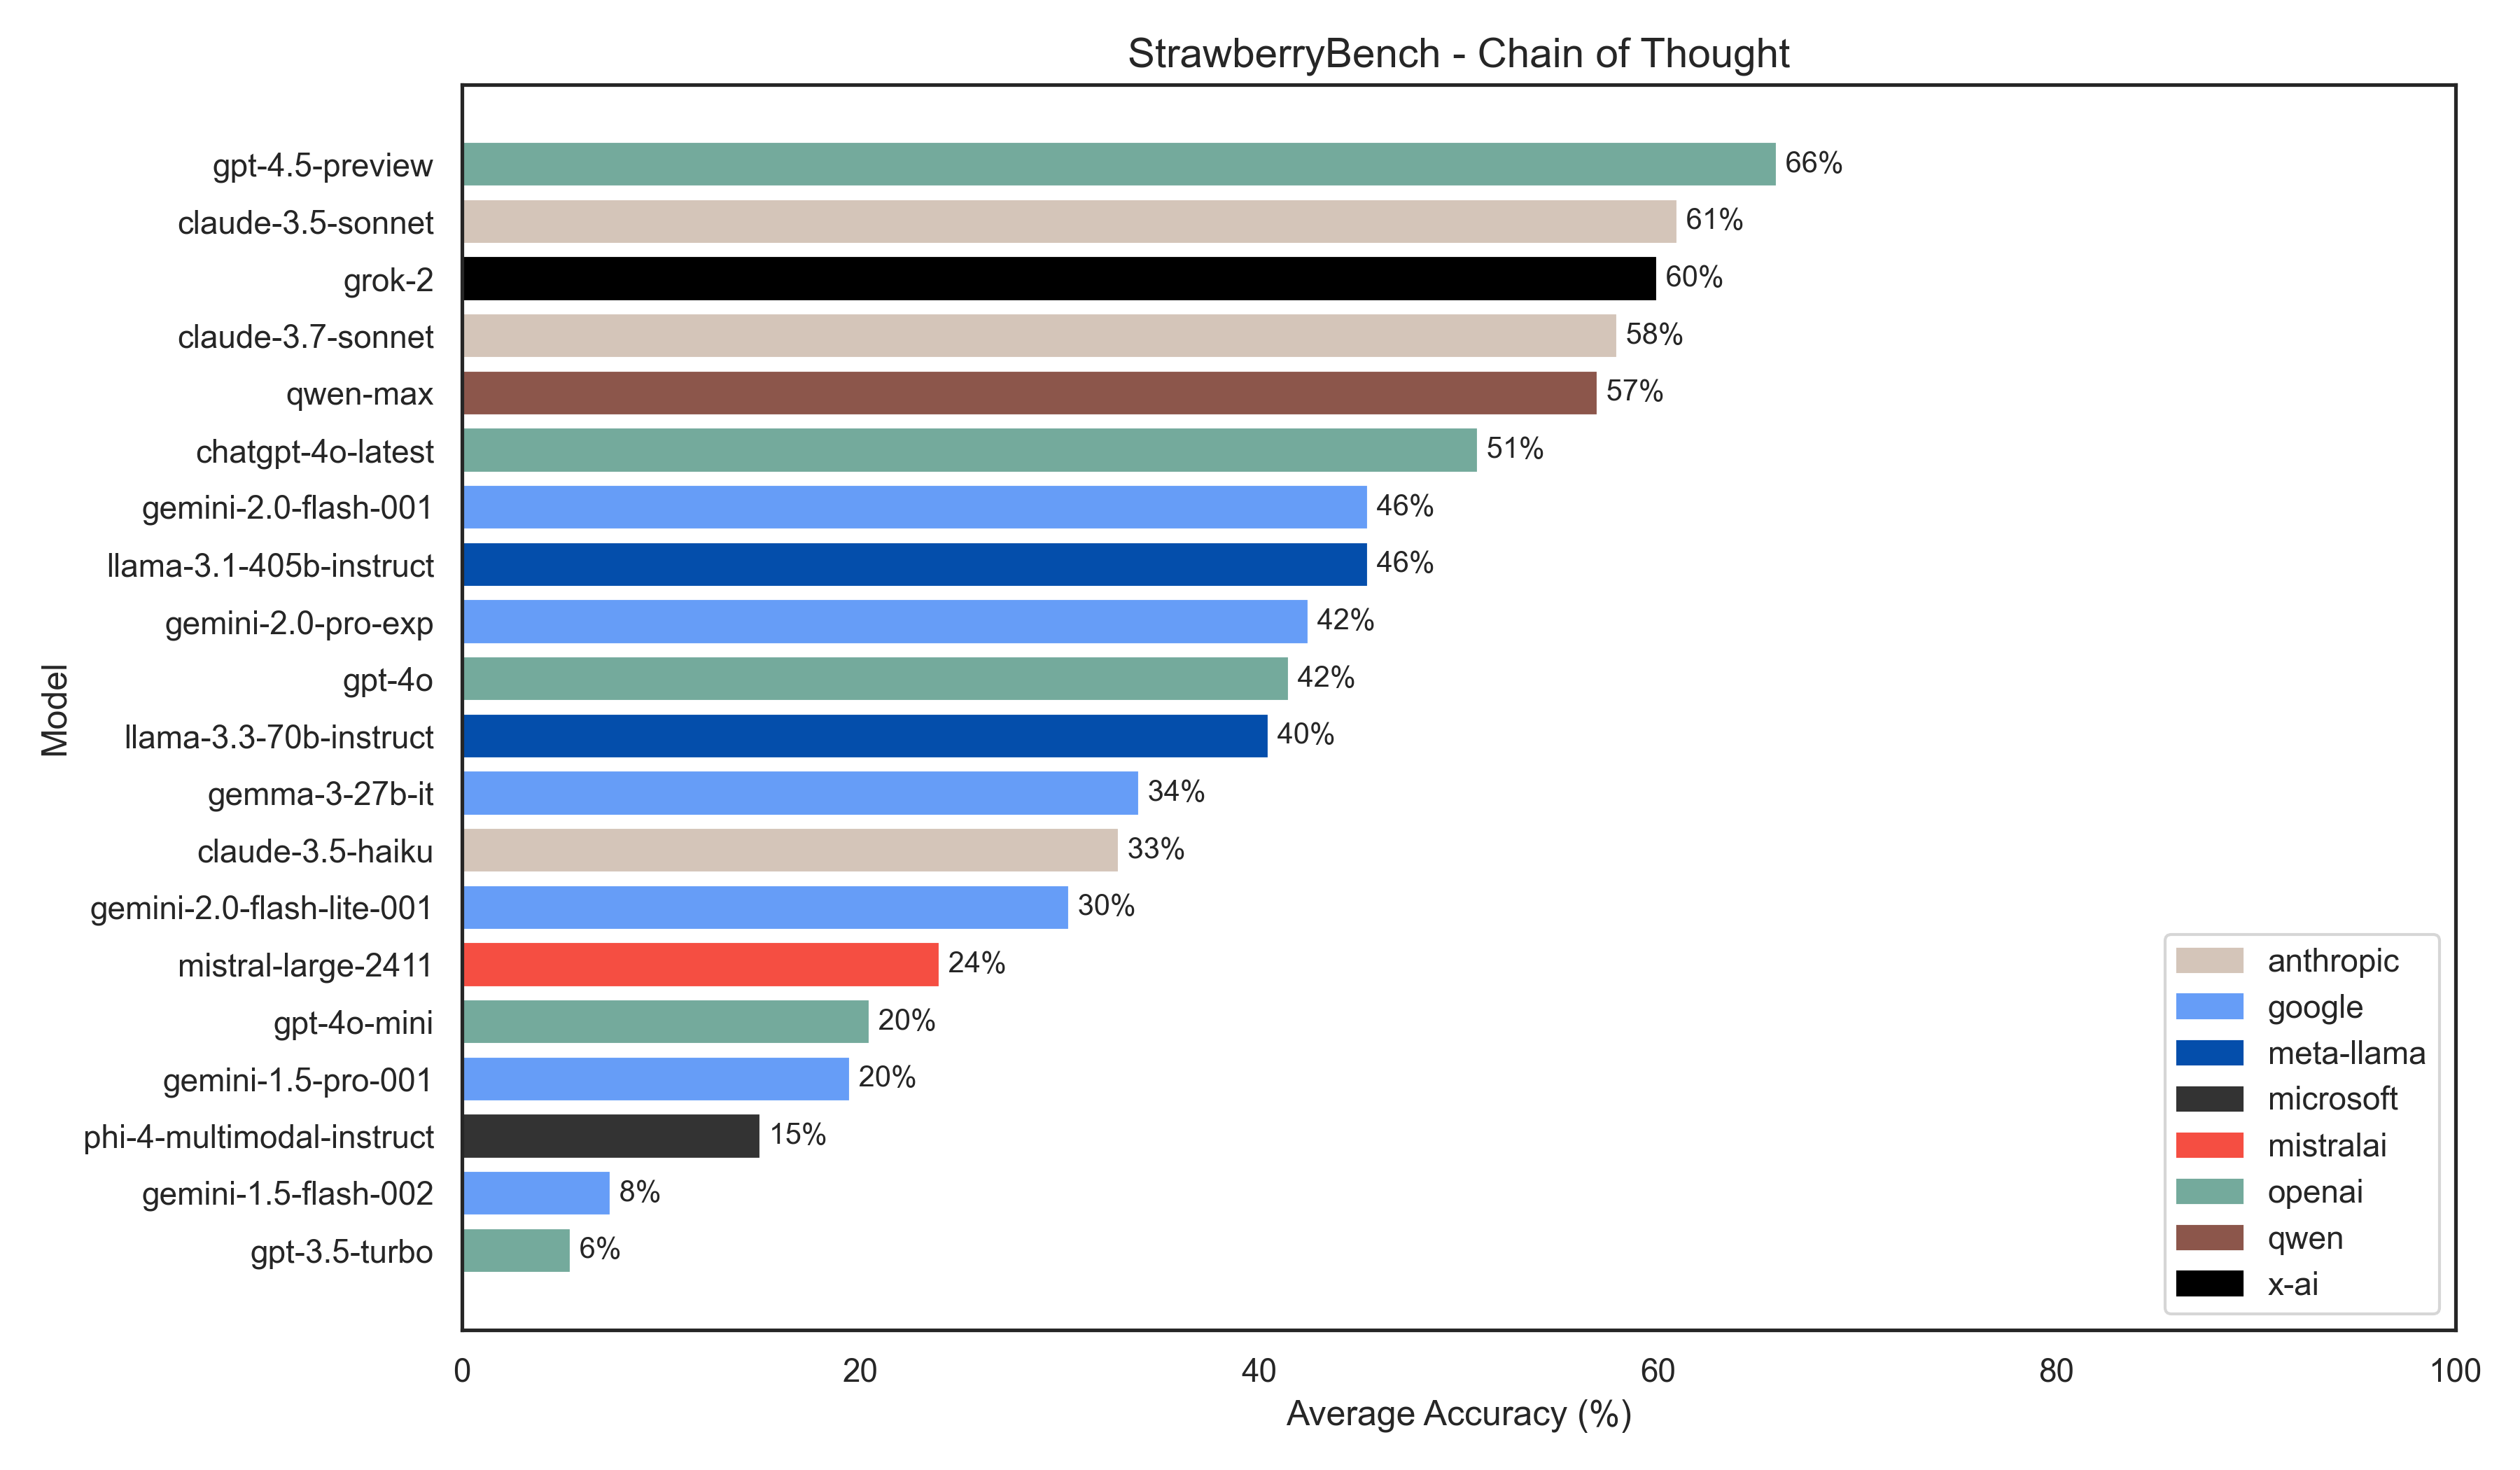 StrawberryBench - Chain of Thought
Model
gpt-4.5-preview 66%
claude-3.5-sonnet 61%
grok-2 60%
claude-3.7-sonnet 58%
qwen-max 57%
chatgpt-4o-latest 51%
gemini-2.0-flash-001 46%
llama-3.1-405b-instruct 46%
gemini-2.0-pro-exp 42%
gpt-4o 42%
llama-3.3-70b-instruct 40%
gemma-3-27b-it 34%
claude-3.5-haiku 33%
gemini-2.0-flash-lite-001 30%
mistral-large-2411 24%
gpt-4o-mini 20%
gemini-1.5-pro-001 20%
phi-4-multimodal-instruct 15%
gemini-1.5-flash-002 8%
gpt-3.5-turbo 6%
anthropic
google
meta-llama
microsoft
mistralai
openai
qwen
x-ai
0 20 40 60 80 100
Average Accuracy (%)